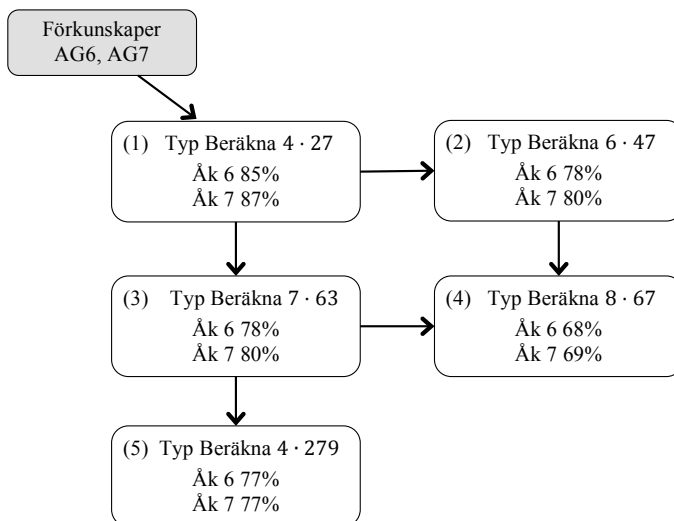 Förkunskaper
AG6, AG7
(1) Typ Beräkna 4 · 27
Åk 6 85%
Åk 7 87%
(2) Typ Beräkna 6 · 47
Åk 6 78%
Åk 7 80%
(3) Typ Beräkna 7 · 63
Åk 6 78%
Åk 7 80%
(4) Typ Beräkna 8 · 67
Åk 6 68%
Åk 7 69%
(5) Typ Beräkna 4 · 279
Åk 6 77%
Åk 7 77%